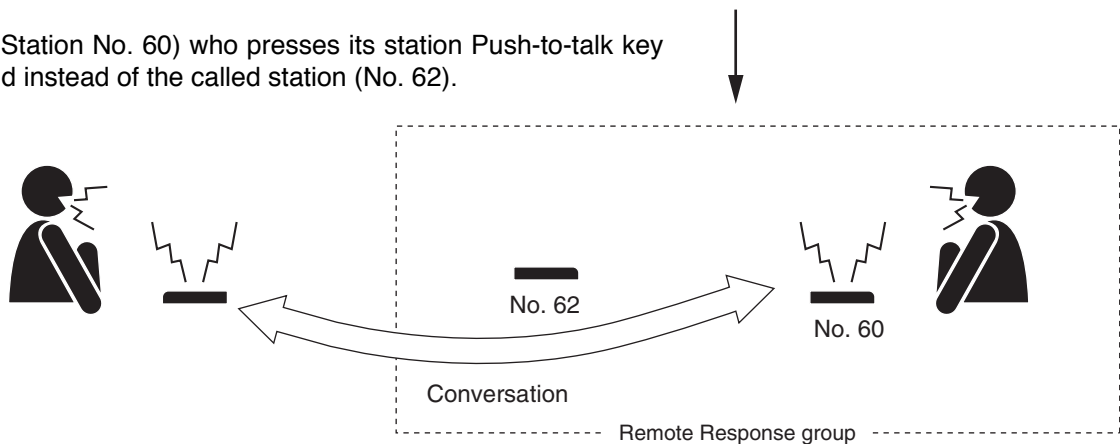 Station No. 60) who presses its station Push-to-talk key
d instead of the called station (No. 62).
No. 62
No. 60
Conversation
Remote Response group